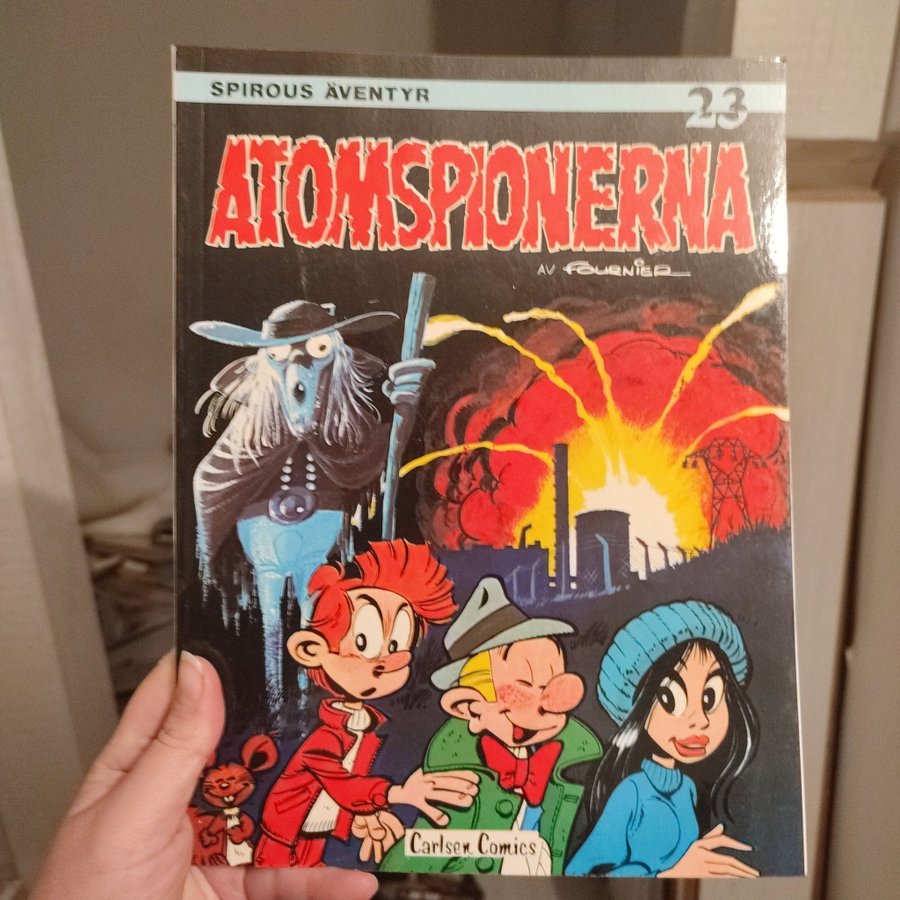 SPIROUS ÄVENTYR
23
ATOMSPIONERNA
AV FOURNIER
Carlsen Comics